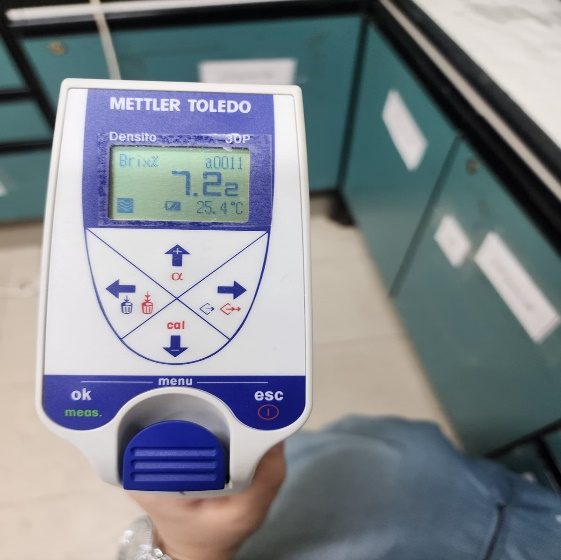 METTLER TOLEDO
Densito 30P
Brix% a0011
7.22
25.4°C
+
α
cal
−
menu
ok esc
meas.